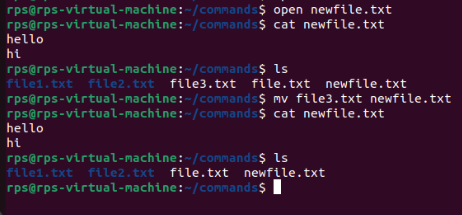 rps@rps-virtual-machine:~/commands$ open newfile.txt
rps@rps-virtual-machine:~/commands$ cat newfile.txt
hello
hi
rps@rps-virtual-machine:~/commands$ ls
file1.txt  file2.txt  file3.txt  file.txt  newfile.txt
rps@rps-virtual-machine:~/commands$ mv file3.txt newfile.txt
rps@rps-virtual-machine:~/commands$ cat newfile.txt
hello
hi
rps@rps-virtual-machine:~/commands$ ls
file1.txt  file2.txt  file.txt  newfile.txt
rps@rps-virtual-machine:~/commands$